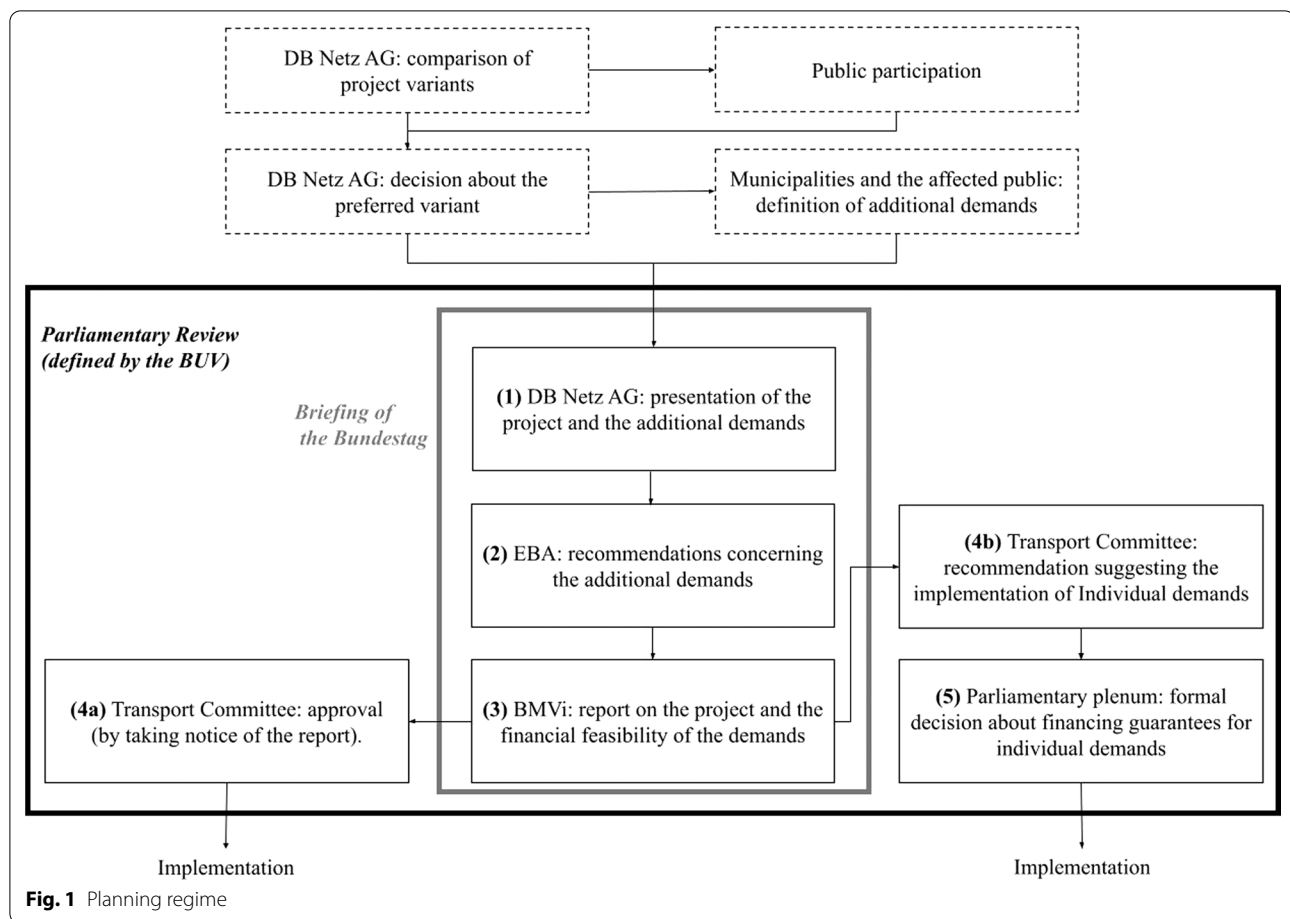 DB Netz AG: comparison of
project variants
Public participation
DB Netz AG: decision about the
preferred variant
Municipalities and the affected public:
definition of additional demands
Parliamentary Review
(defined by the BUV)
Briefing of
the Bundestag
(1) DB Netz AG: presentation of the
project and the additional demands
(2) EBA: recommendations concerning
the additional demands
(3) BMVi: report on the project and the
financial feasibility of the demands
(4a) Transport Committee: approval
(by taking notice of the report).
(4b) Transport Committee:
recommendation suggesting the
implementation of Individual demands
(5) Parliamentary plenum: formal
decision about financing guarantees for
individual demands
Implementation
Implementation
Fig. 1 Planning regime